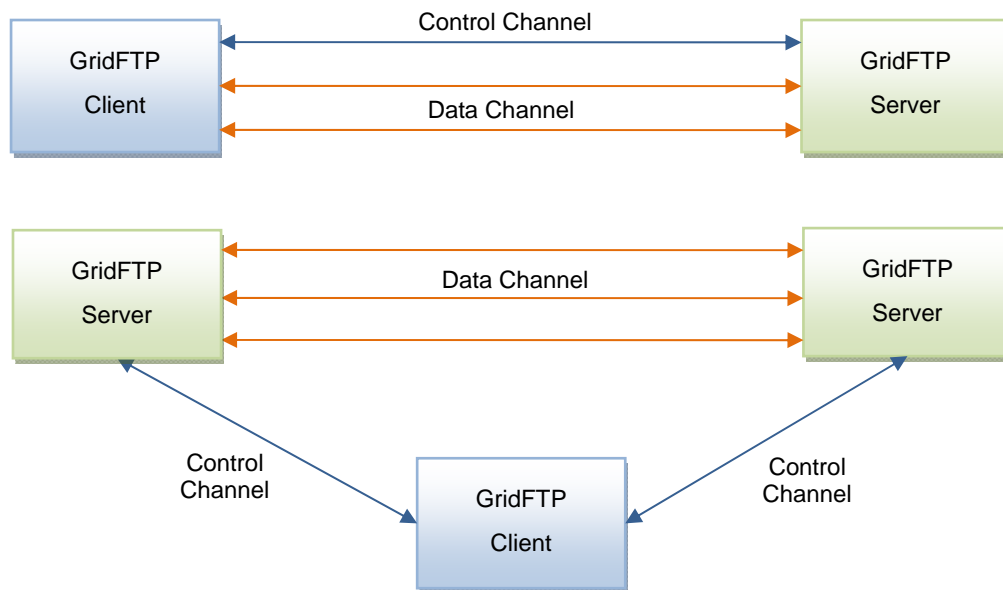 Control Channel
GridFTP
Client
GridFTP
Server
Data Channel
GridFTP
Server
Data Channel
GridFTP
Server
Control
Channel
Control
Channel
GridFTP
Client